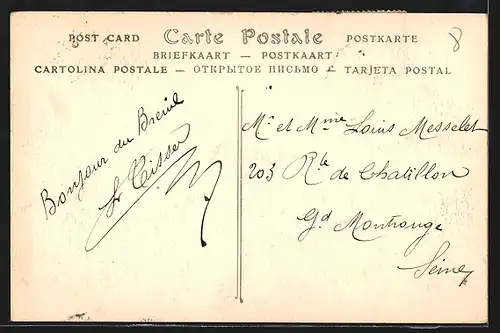 POST CARD Carte Postale POSTKARTE
BRIEFKAART — POSTKAART
CARTOLINA POSTALE — ОТКРЫТОЕ ПИСЬМО — TARJETA POSTAL
8
Bonjour du Breuil
Mr et Mme Louis Messelet
203 Rte de Chatillon
Gd Montrouge
Seine